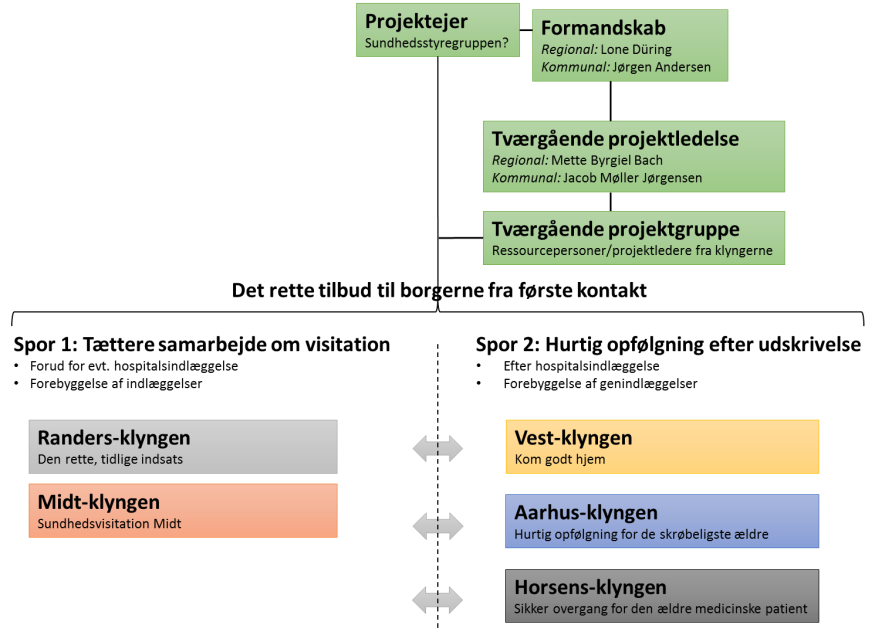 Projektejer
Sundhedsstyregruppen?
Formandskab
Regional: Lone Düring
Kommunal: Jørgen Andersen
Tværgående projektledelse
Regional: Mette Byrgiel Bach
Kommunal: Jacob Møller Jørgensen
Tværgående projektgruppe
Ressourcepersoner/projektledere fra klyngerne
Det rette tilbud til borgerne fra første kontakt
Spor 1: Tættere samarbejde om visitation
• Forud for evt. hospitalsindlæggelse
• Forebyggelse af indlæggelser
Randers-klyngen
Den rette, tidlige indsats
Midt-klyngen
Sundhedsvisitation Midt
Spor 2: Hurtig opfølgning efter udskrivelse
• Efter hospitalsindlæggelse
• Forebyggelse af genindlæggelser
Vest-klyngen
Kom godt hjem
Aarhus-klyngen
Hurtig opfølgning for de skrøbeligste ældre
Horsens-klyngen
Sikker overgang for den ældre medicinske patient